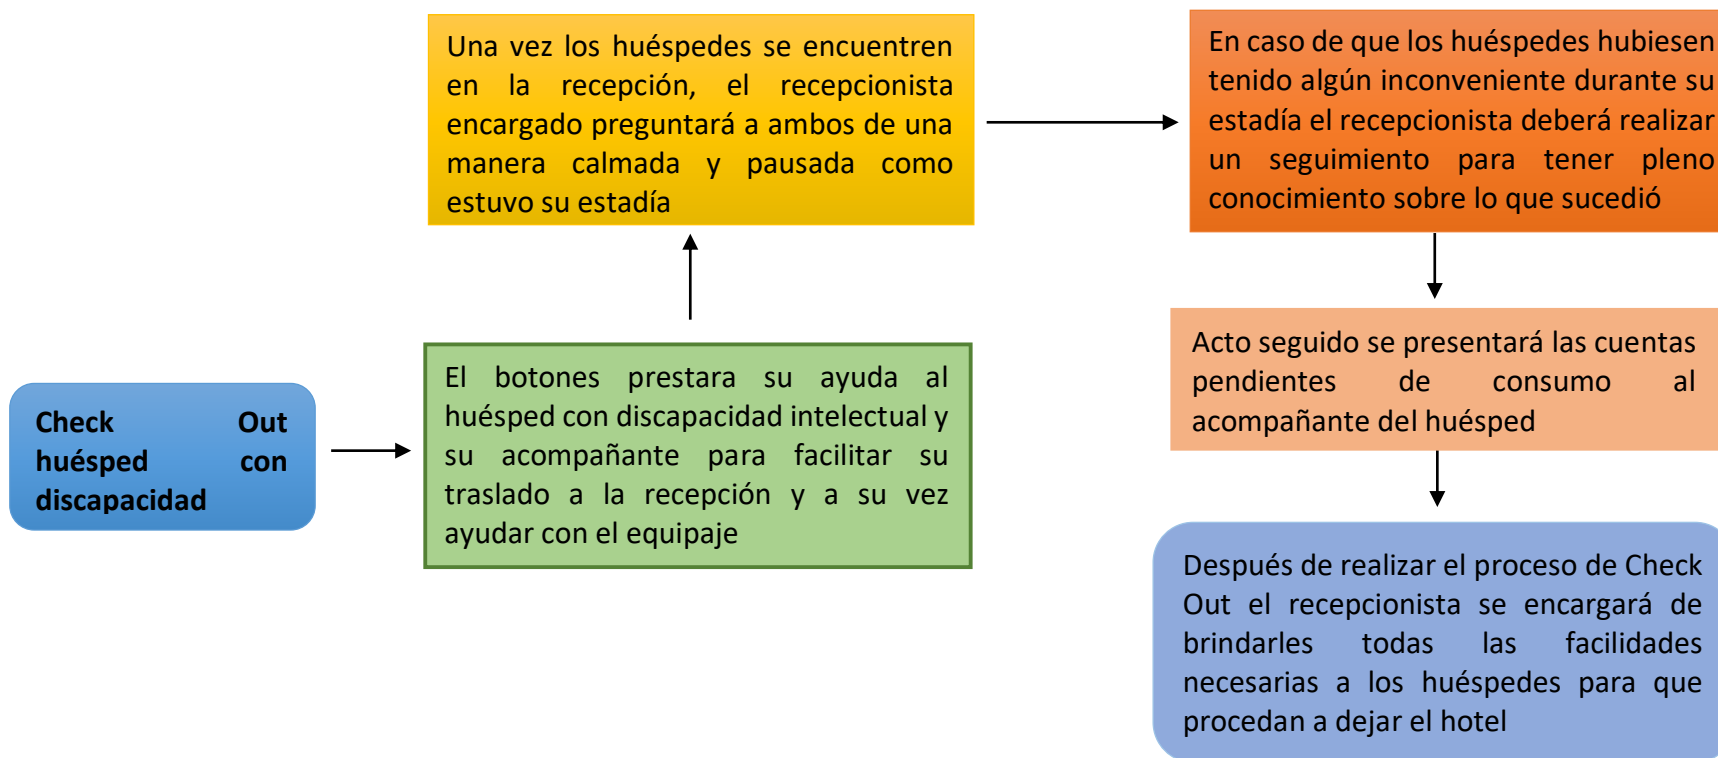 Check Out
huésped con
discapacidad
El botones prestara su ayuda al
huésped con discapacidad intelectual y
su acompañante para facilitar su
traslado a la recepción y a su vez
ayudar con el equipaje
Una vez los huéspedes se encuentren
en la recepción, el recepcionista
encargado preguntará a ambos de una
manera calmada y pausada como
estuvo su estadía
En caso de que los huéspedes hubiesen
tenido algún inconveniente durante su
estadía el recepcionista deberá realizar
un seguimiento para tener pleno
conocimiento sobre lo que sucedió
Acto seguido se presentará las cuentas
pendientes de consumo al
acompañante del huésped
Después de realizar el proceso de Check
Out el recepcionista se encargará de
brindarles todas las facilidades
necesarias a los huéspedes para que
procedan a dejar el hotel